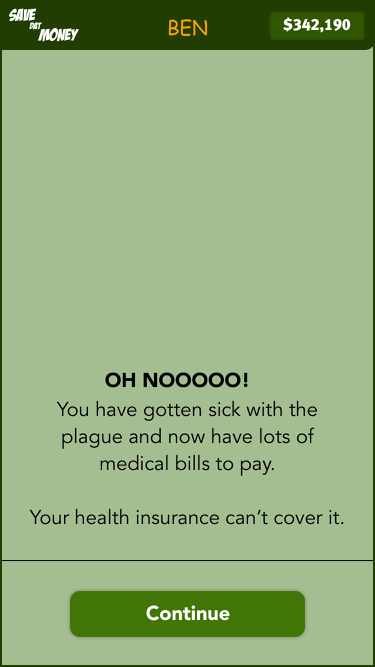 SAVE
DAT
MONEY
BEN
$342,190
OH NOOOOO!
You have gotten sick with the
plague and now have lots of
medical bills to pay.
Your health insurance can’t cover it.
Continue